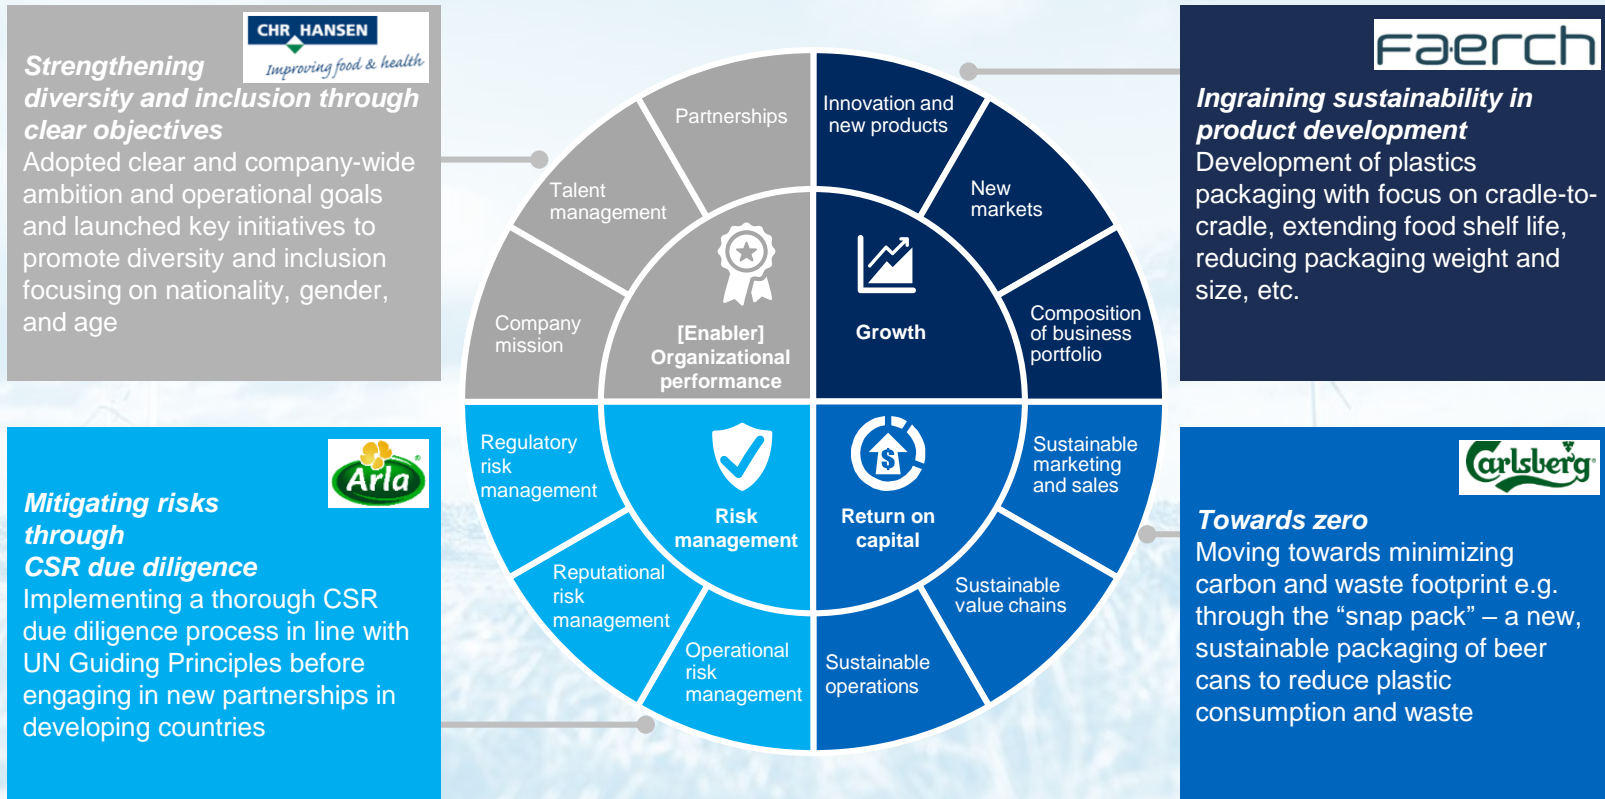 CHR HANSEN
Improving food & health
Strengthening
diversity and inclusion through
clear objectives
Adopted clear and company-wide
ambition and operational goals
and launched key initiatives to
promote diversity and inclusion
focusing on nationality, gender,
and age
Partnerships
Talent
management
Company
mission
[Enabler]
Organizational
performance
Innovation and
new products
New
markets
Composition
of business
portfolio
Growth
faerch
Ingraining sustainability in
product development
Development of plastics
packaging with focus on cradle-to-
cradle, extending food shelf life,
reducing packaging weight and
size, etc.
Arla
Mitigating risks
through
CSR due diligence
Implementing a thorough CSR
due diligence process in line with
UN Guiding Principles before
engaging in new partnerships in
developing countries
Regulatory
risk
management
Reputational
risk
management
Operational
risk
management
Risk
management
$
Return on
capital
Sustainable
marketing
and sales
Sustainable
value chains
Sustainable
operations
Carlsberg
Towards zero
Moving towards minimizing
carbon and waste footprint e.g.
through the “snap pack” – a new,
sustainable packaging of beer
cans to reduce plastic
consumption and waste